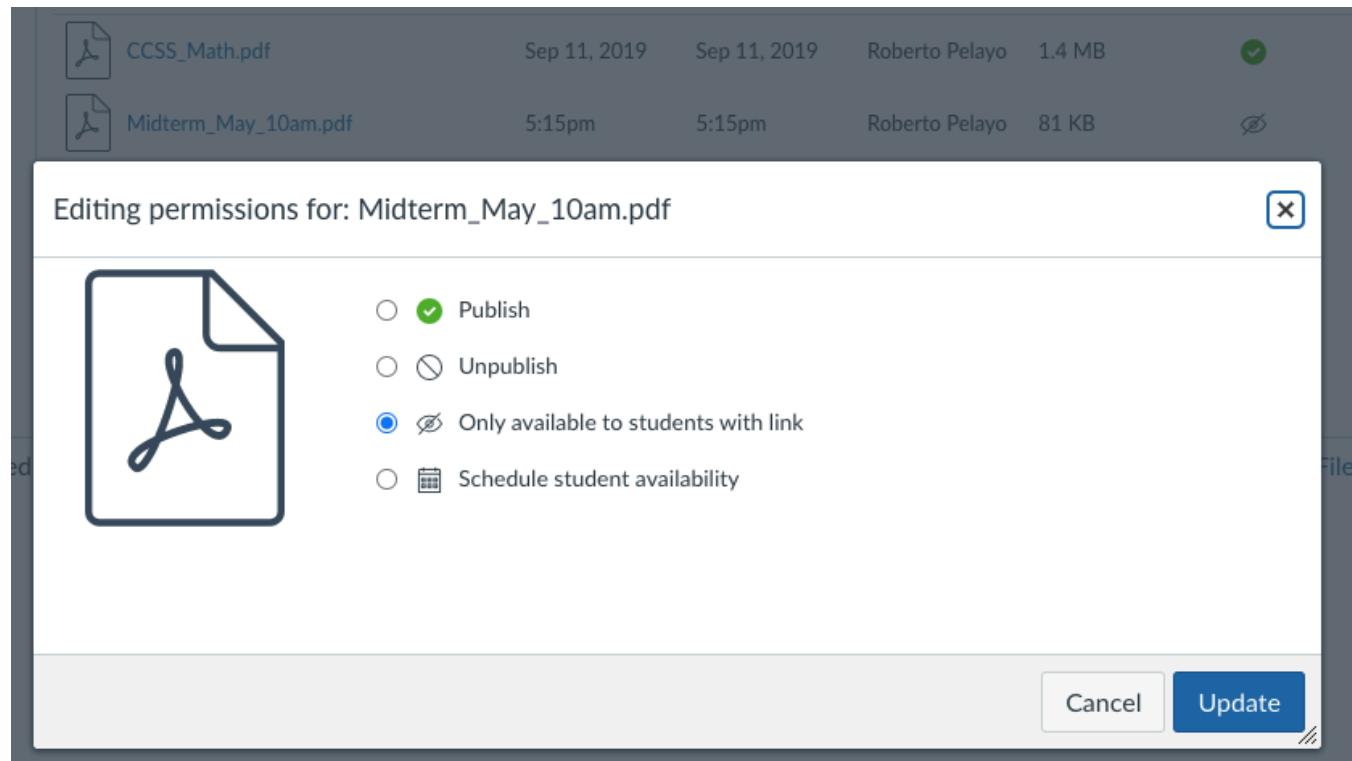 CCSS_Math.pdf Sep 11, 2019 Sep 11, 2019 Roberto Pelayo 1.4 MB
Midterm_May_10am.pdf 5:15pm 5:15pm Roberto Pelayo 81 KB
Editing permissions for: Midterm_May_10am.pdf
Publish
Unpublish
Only available to students with link
Schedule student availability
ed
File
Cancel Update